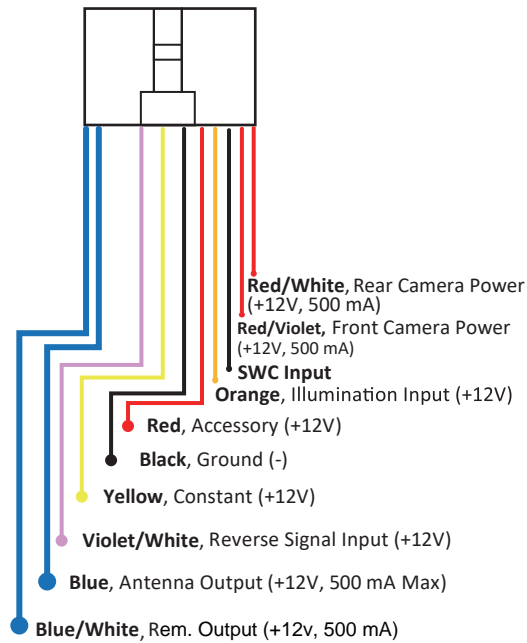 Red/White, Rear Camera Power
(+12V, 500 mA)
Red/Violet, Front Camera Power
(+12V, 500 mA)
SWC Input
Orange, Illumination Input (+12V)
Red, Accessory (+12V)
Black, Ground (-)
Yellow, Constant (+12V)
Violet/White, Reverse Signal Input (+12V)
Blue, Antenna Output (+12V, 500 mA Max)
Blue/White, Rem. Output (+12v, 500 mA)